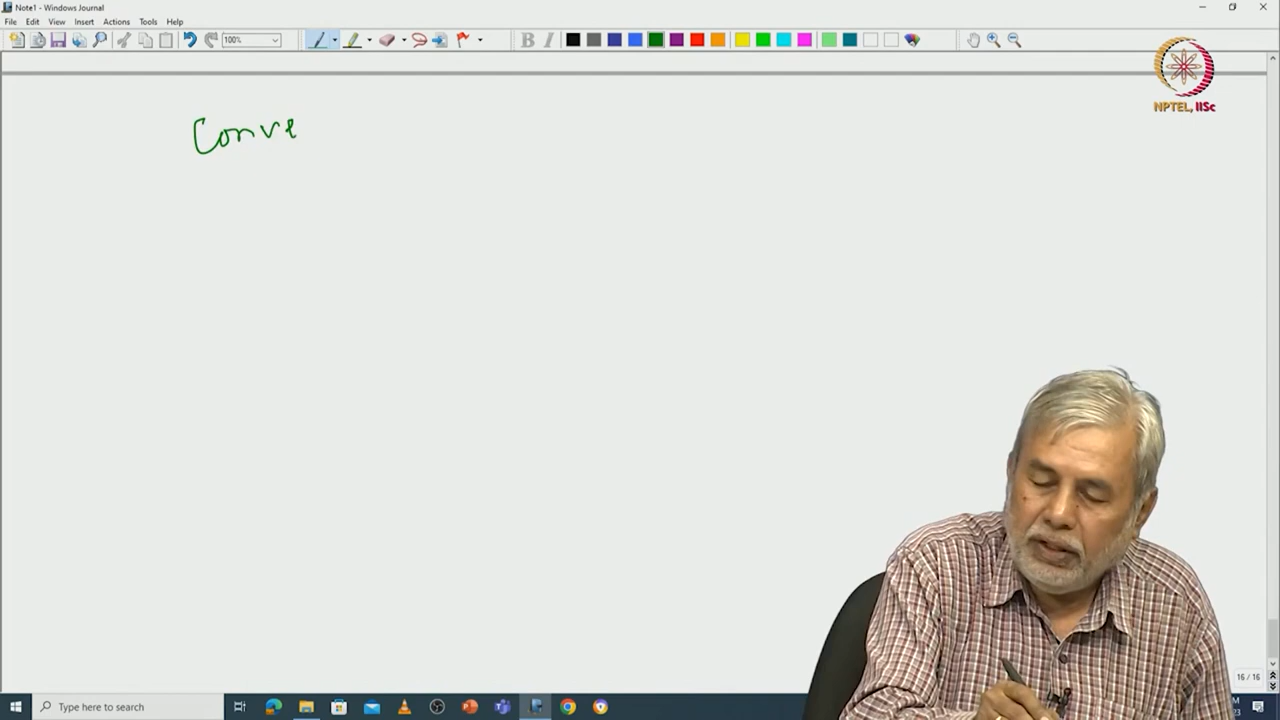 Note1 - Windows Journal
File Edit View Insert Actions Tools Help
100%
B I
NPTEL, IISc
Conve
16 / 16
Type here to search
M
23